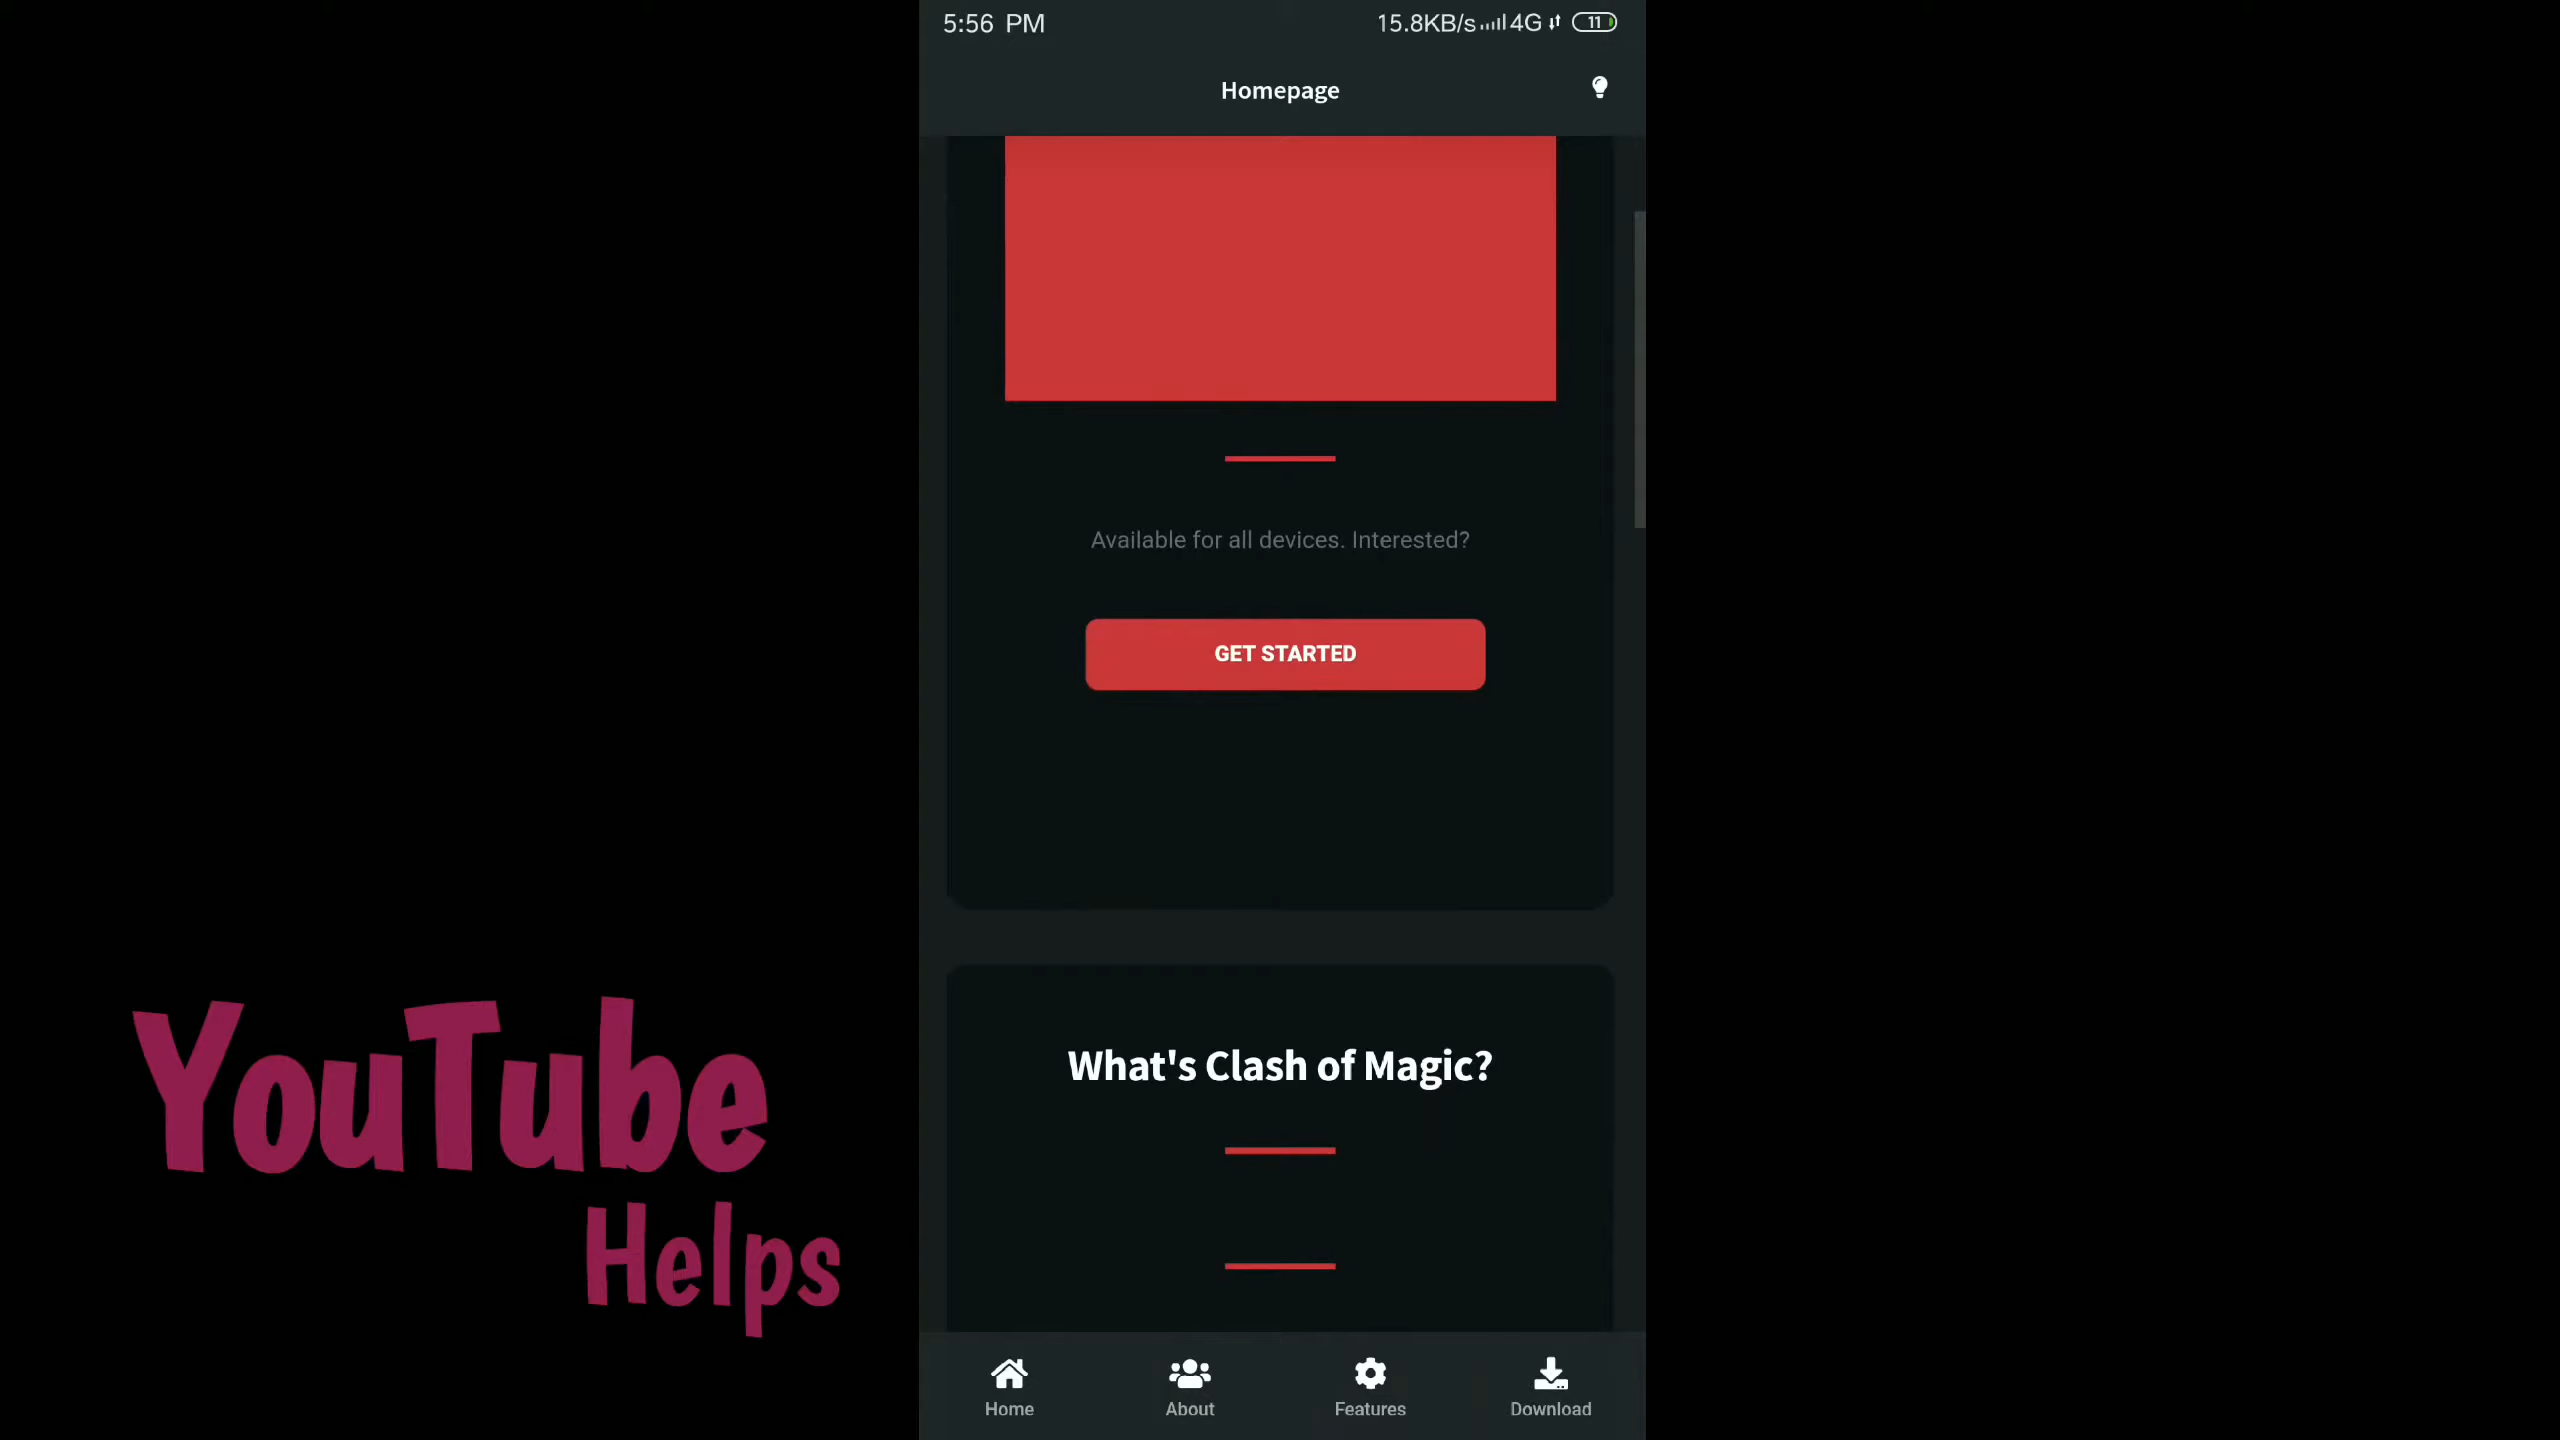 5:56 PM
15.8KB/s 4G 11
Homepage
Available for all devices. Interested?
GET STARTED
What's Clash of Magic?
YouTube
Helps
Home
About
Features
Download